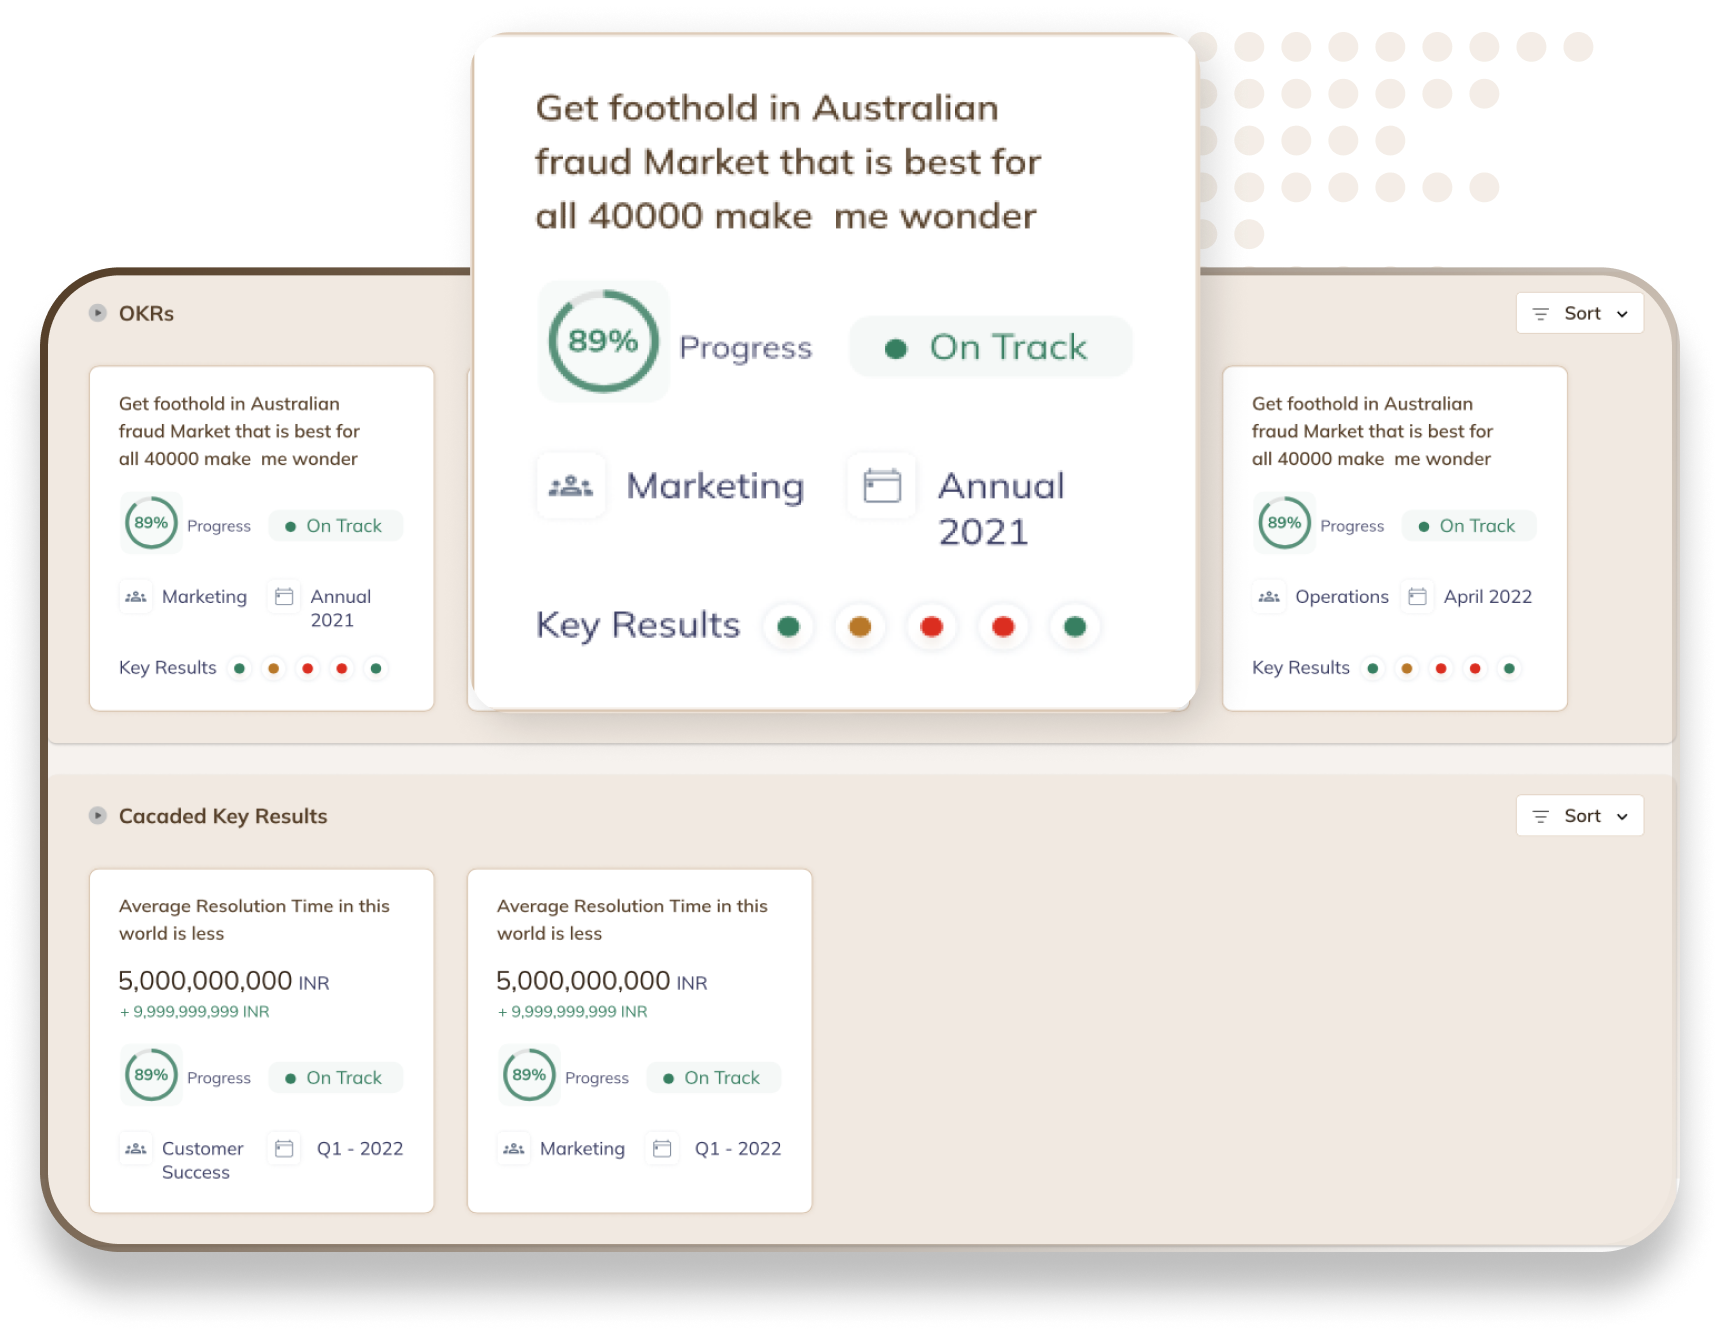 Get foothold in Australian
fraud Market that is best for
all 40000 make  me wonder
89%
Progress
On Track
Marketing
Annual
2021
Key Results
OKRs
Sort
Get foothold in Australian
fraud Market that is best for
all 40000 make  me wonder
89%
Progress
On Track
Marketing
Annual
2021
Key Results
Get foothold in Australian
fraud Market that is best for
all 40000 make  me wonder
89%
Progress
On Track
Operations
April 2022
Key Results
Cacaded Key Results
Sort
Average Resolution Time in this
world is less
5,000,000,000 INR
+ 9,999,999,999 INR
89%
Progress
On Track
Customer
Success
Q1 - 2022
Average Resolution Time in this
world is less
5,000,000,000 INR
+ 9,999,999,999 INR
89%
Progress
On Track
Marketing
Q1 - 2022